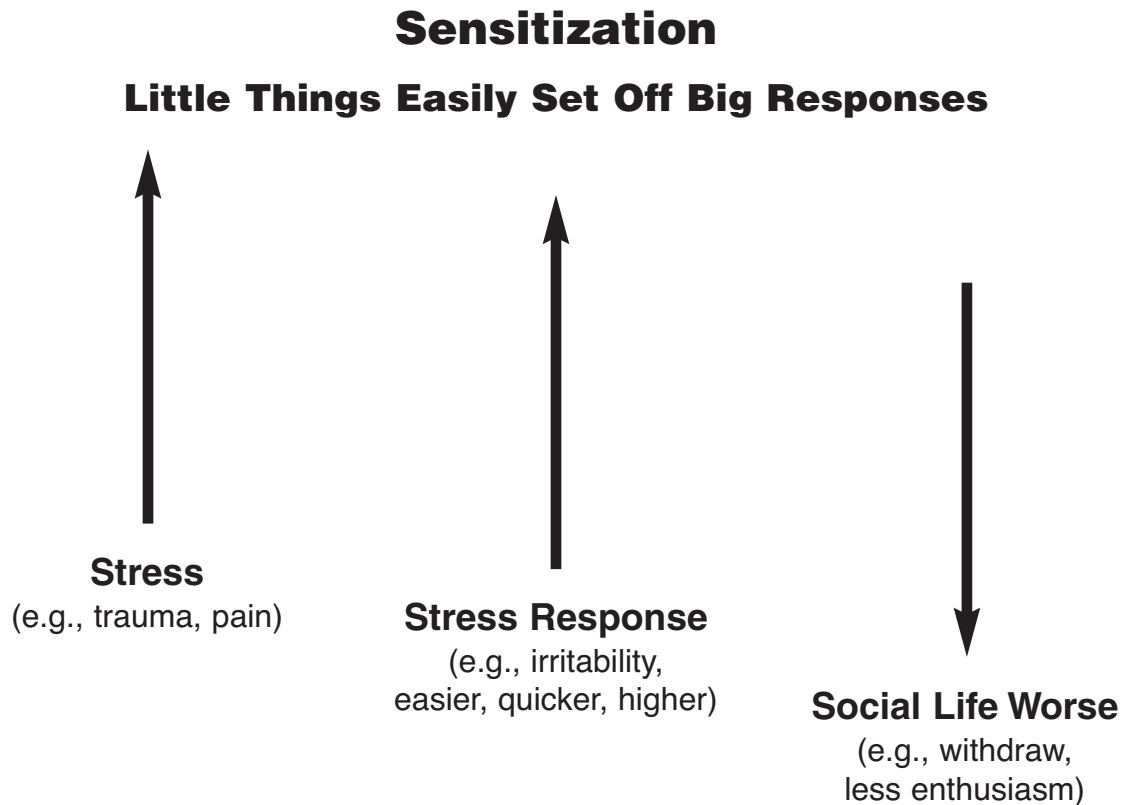 Sensitization
Little Things Easily Set Off Big Responses
Stress
(e.g., trauma, pain)
Stress Response
(e.g., irritability,
easier, quicker, higher)
Social Life Worse
(e.g., withdraw,
less enthusiasm)